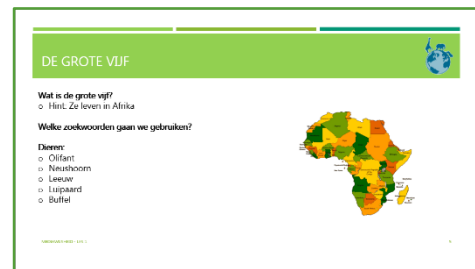 DE GROTE VIJF
Wat is de grote vijf?
o Hint: Ze leven in Afrika
Welke zoekwoorden gaan we gebruiken?
Dieren:
o Olifant
o Neushoorn
o Leeuw
o Luipaard
o Buffel